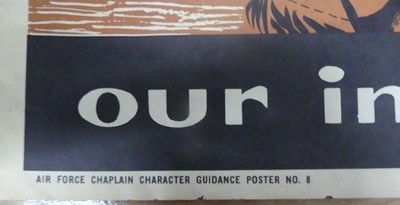 our in
AIR FORCE CHAPLAIN CHARACTER GUIDANCE POSTER NO. 8